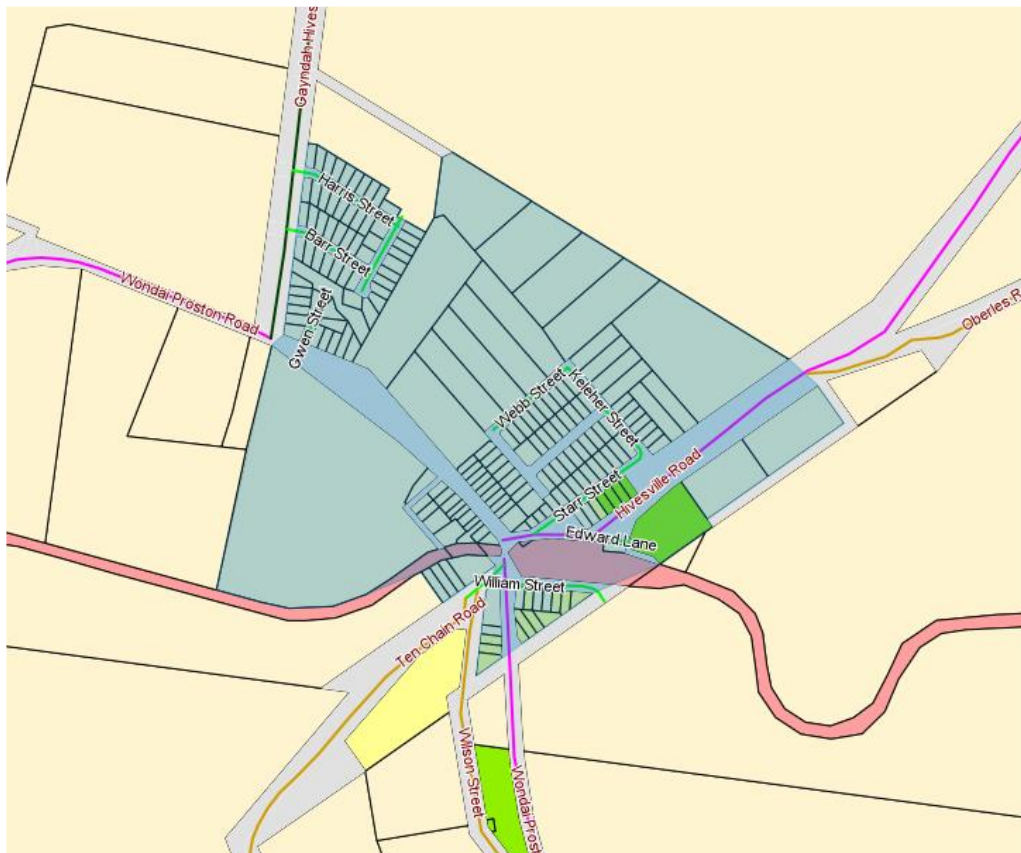 Gayndah-Hives
Harris Street
Barr Street
Wondai-Proston-Road
Gwen Street
Oberles R
Webb Street
Keleher Street
Hivesville Road
Starr Street
Edward Lane
William Street
Ten Chain Road
Wilson Street
Wondai-Prost